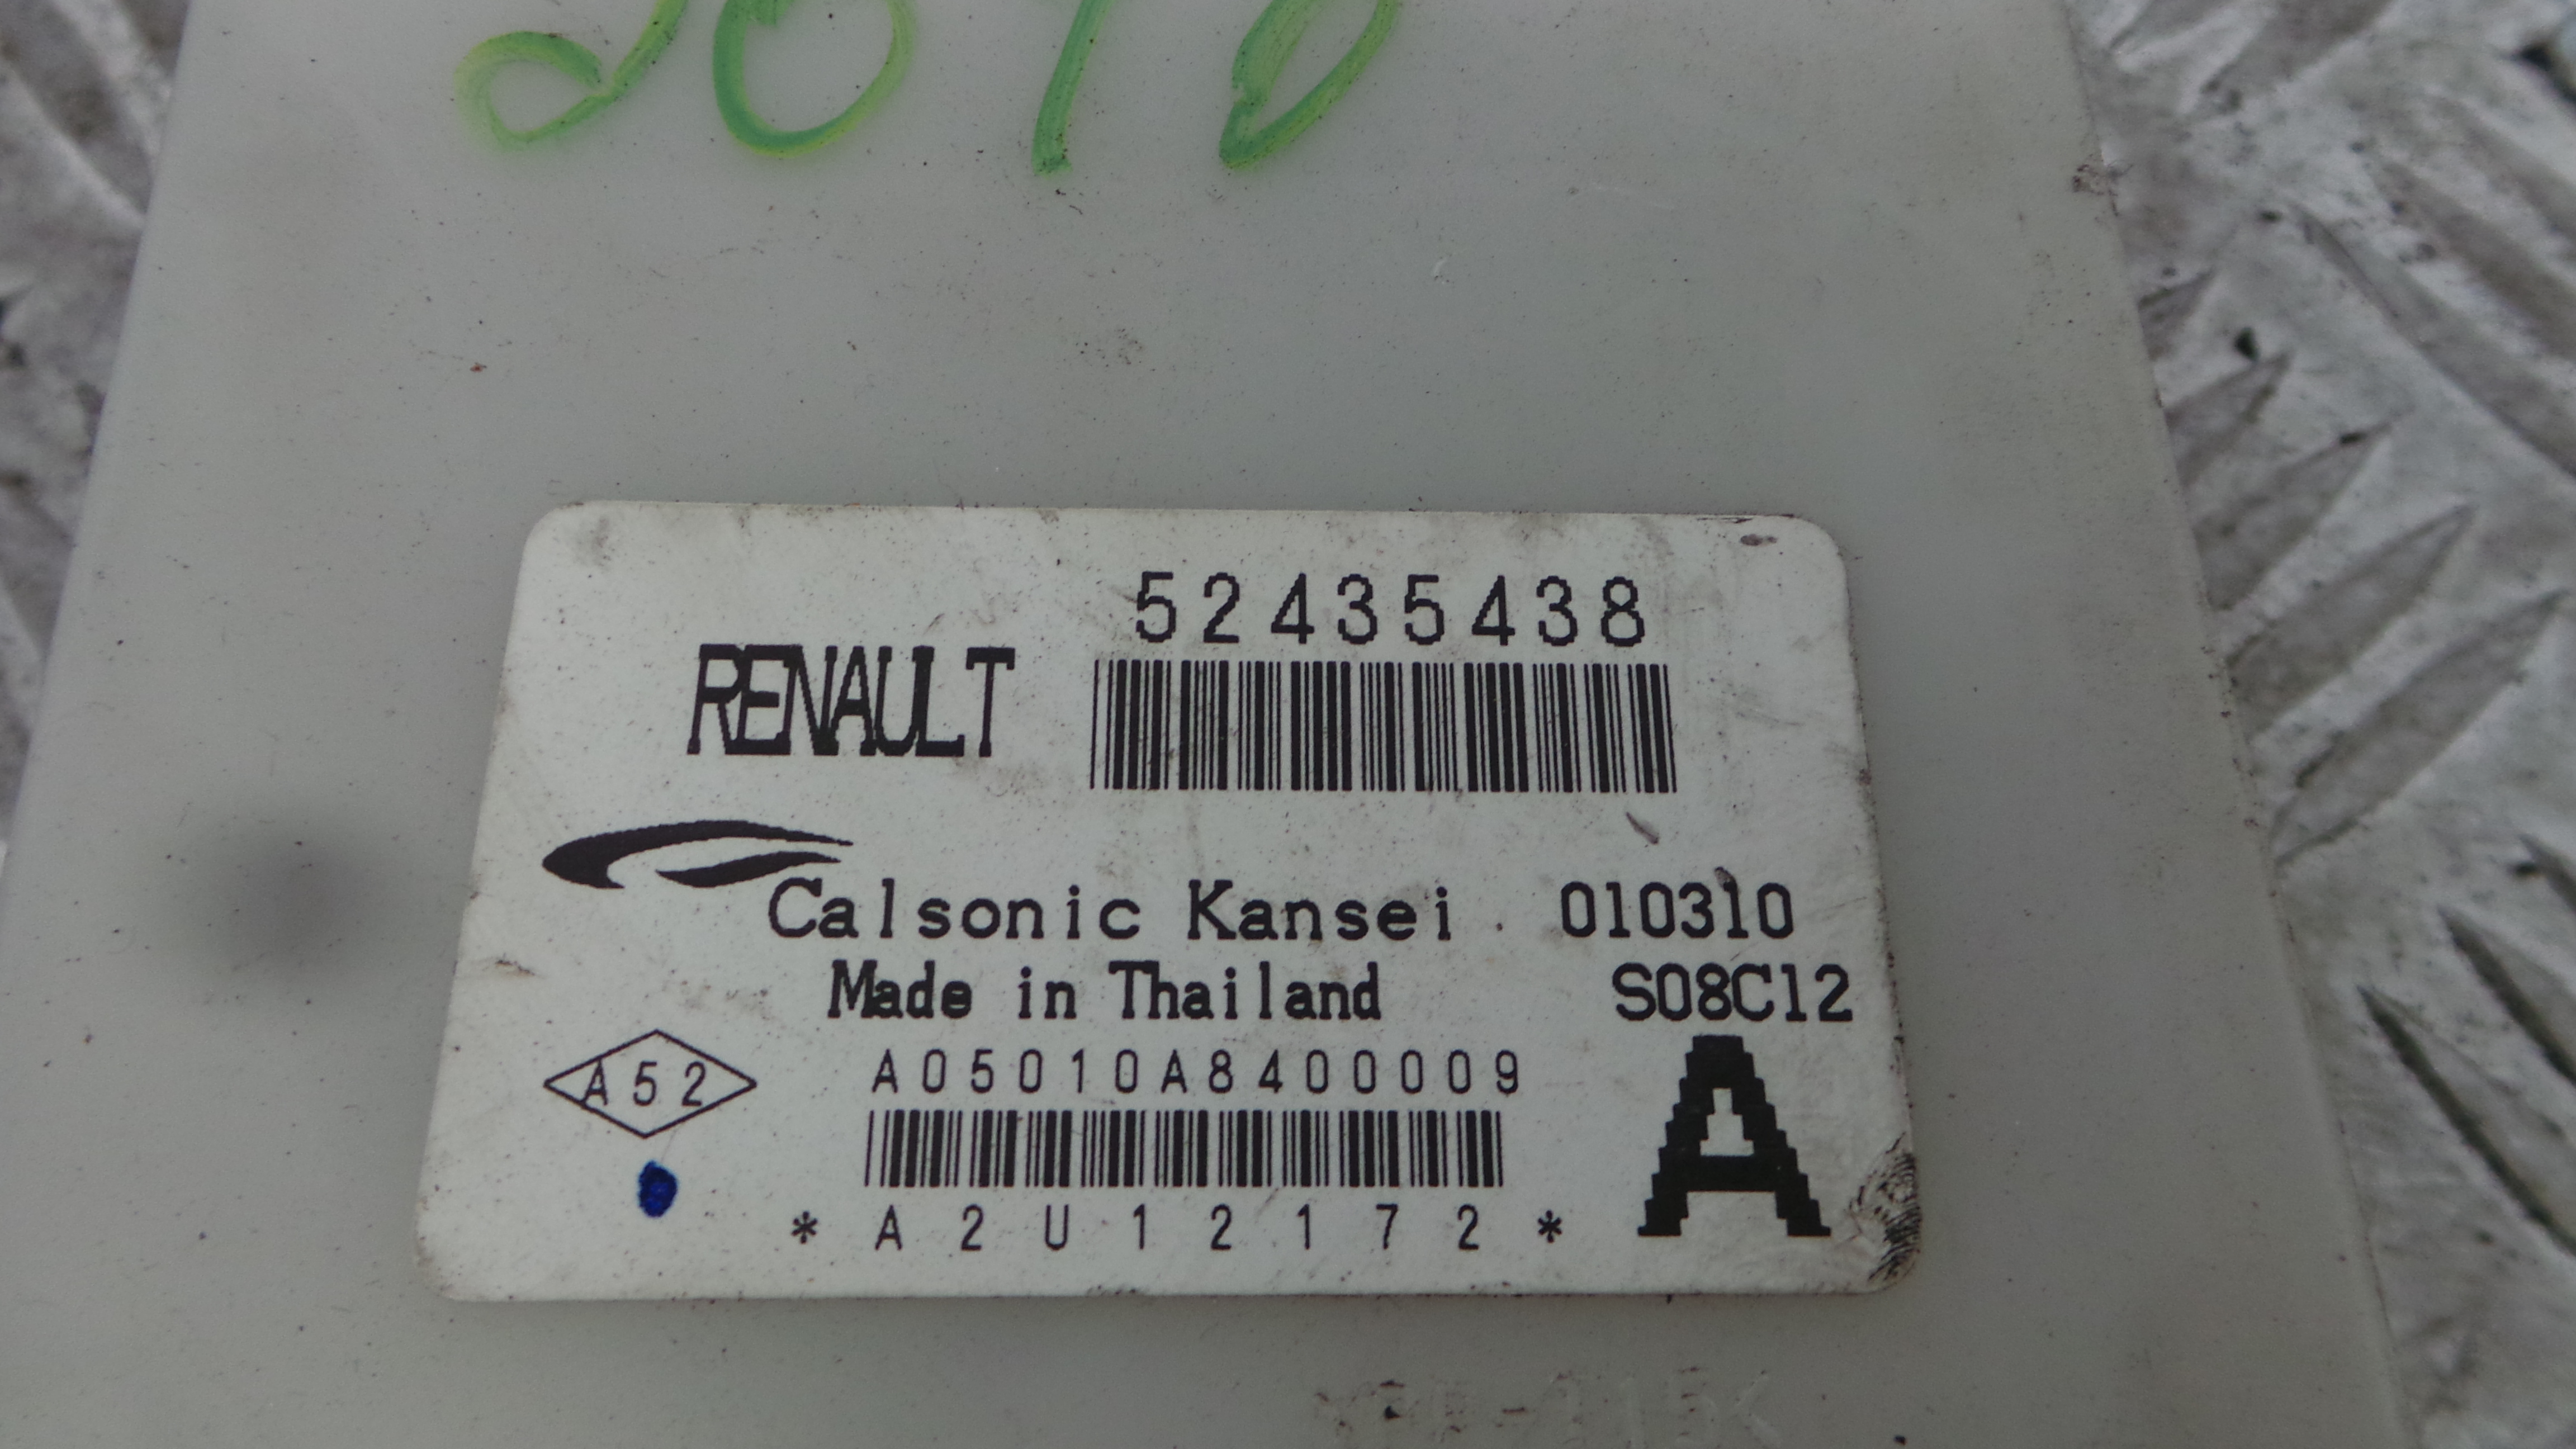 RENAULT 52435438
Calsonic Kansei 010310
Made in Thailand S08C12
A52 A05010A8400009 A
*A2U12172*